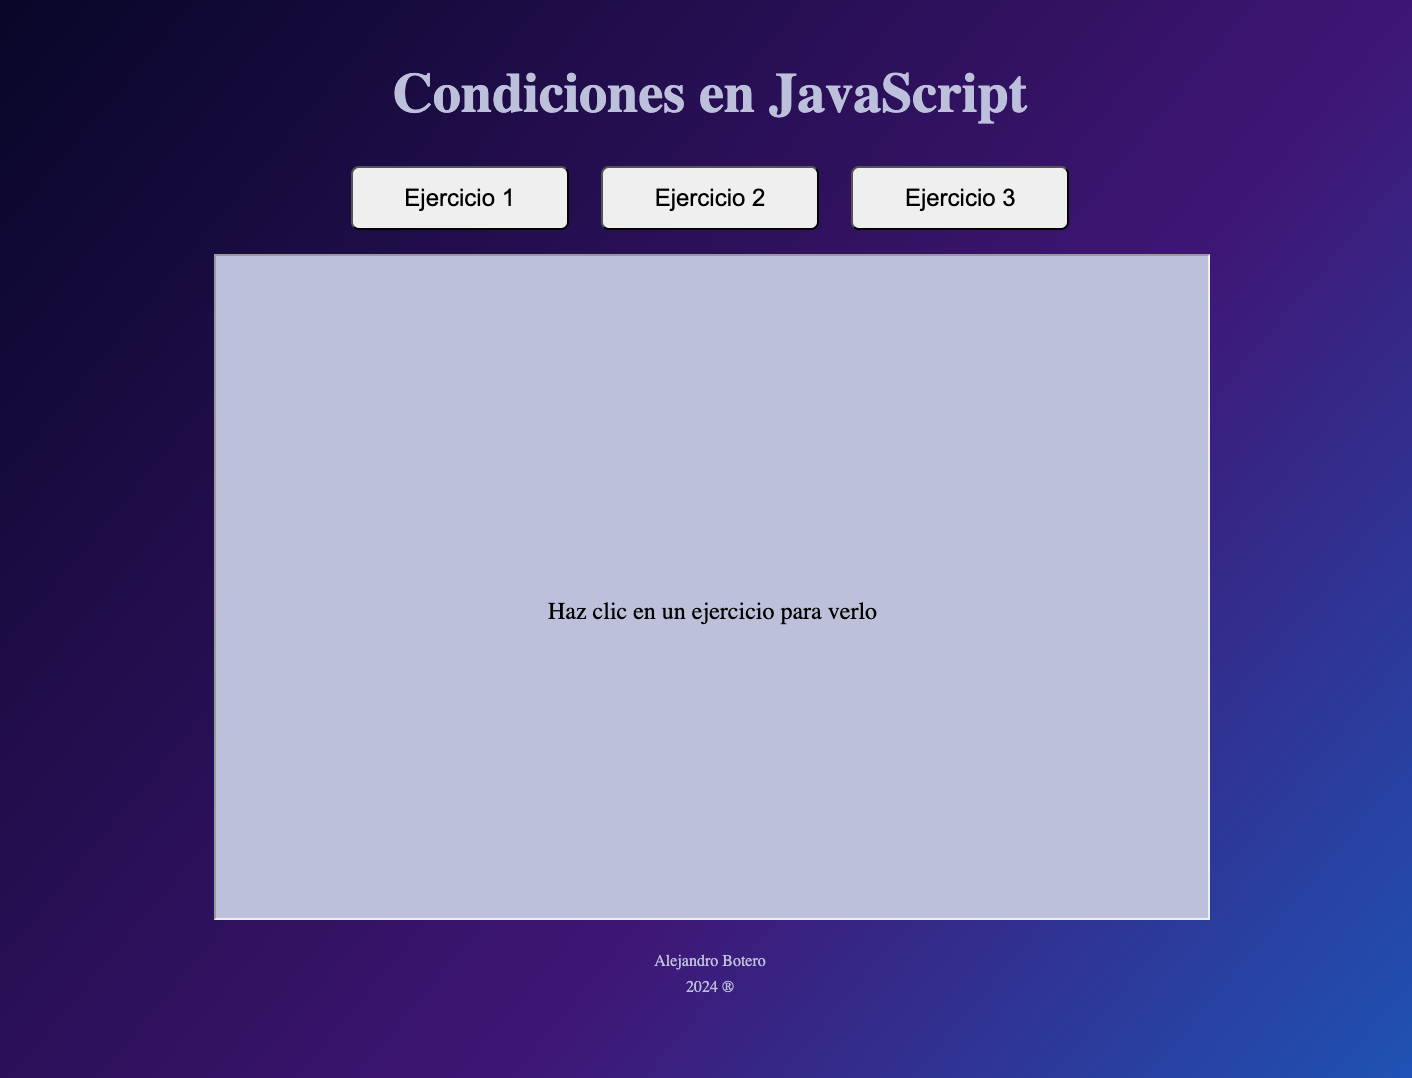 Condiciones en JavaScript
Ejercicio 1
Ejercicio 2
Ejercicio 3
Haz clic en un ejercicio para verlo
Alejandro Botero
2024 ®